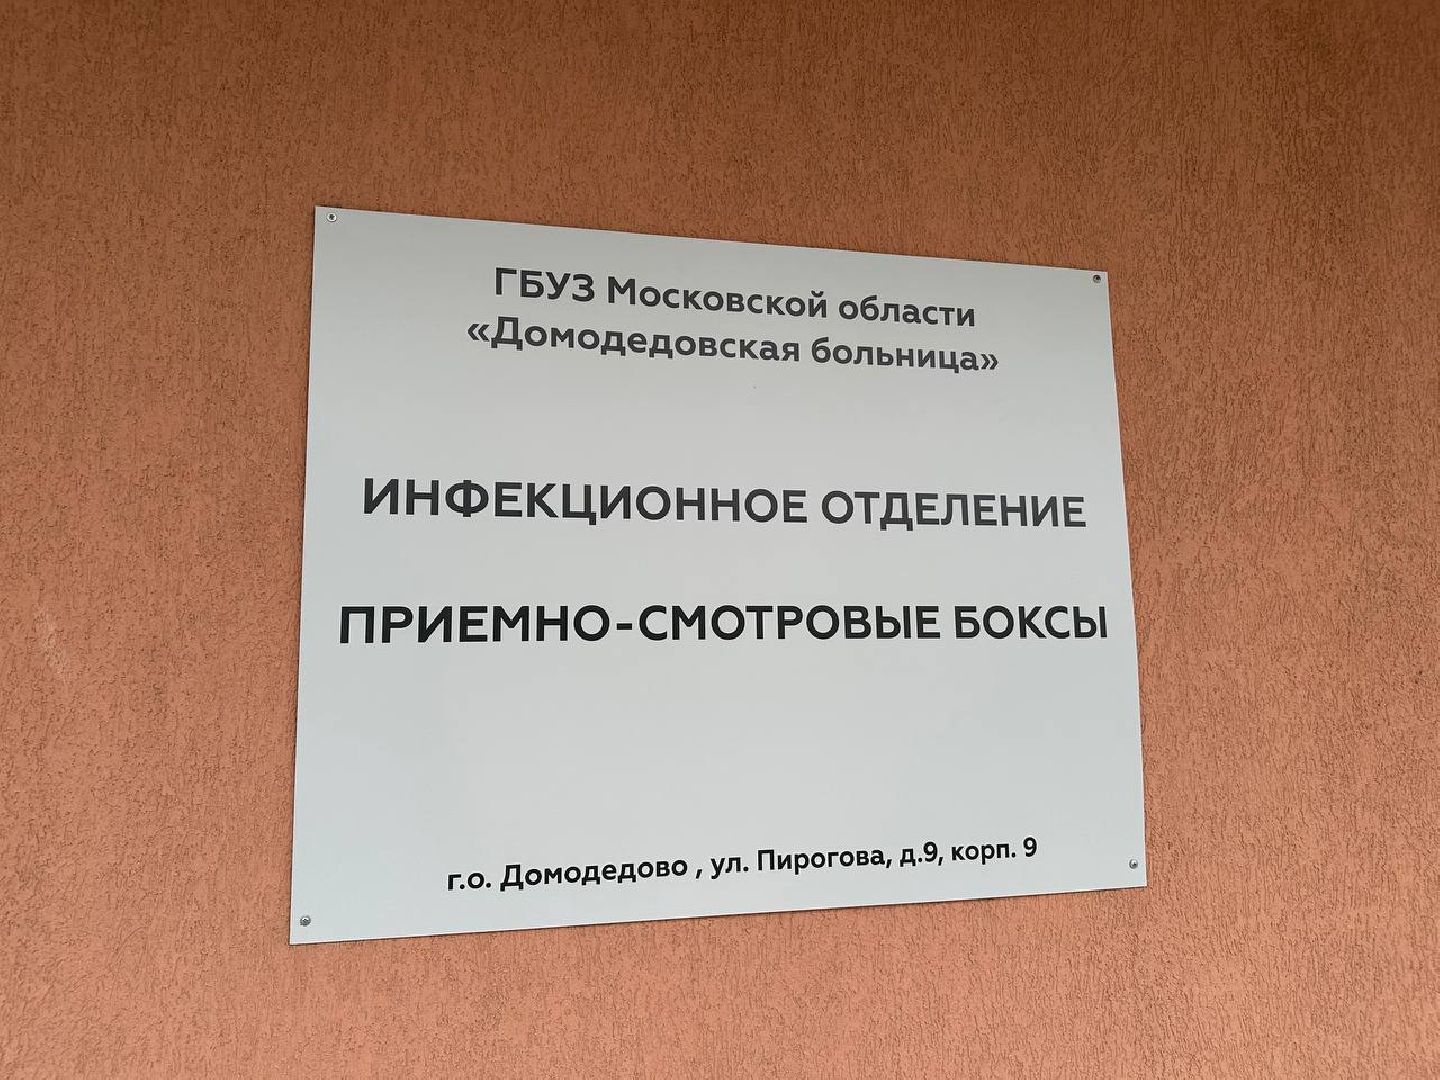 ГБУЗ Московской области
«Домодедовская больница»
ИНФЕКЦИОННОЕ ОТДЕЛЕНИЕ
ПРИЕМНО-СМОТРОВЫЕ БОКСЫ
г.о. Домодедово , ул. Пирогова, д.9, корп. 9